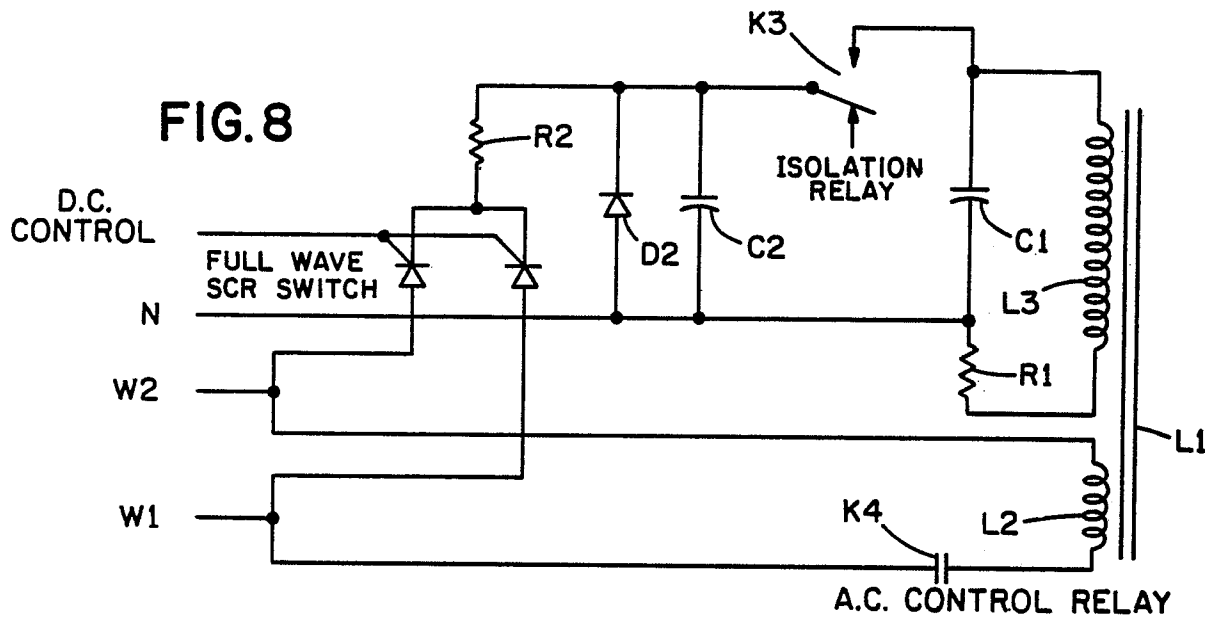 K3
FIG. 8
R2
ISOLATION
RELAY
D.C.
CONTROL
D2
C2
C1
FULL WAVE
SCR SWITCH
L3
N
R1
W2
L1
W1
K4
L2
A.C. CONTROL RELAY